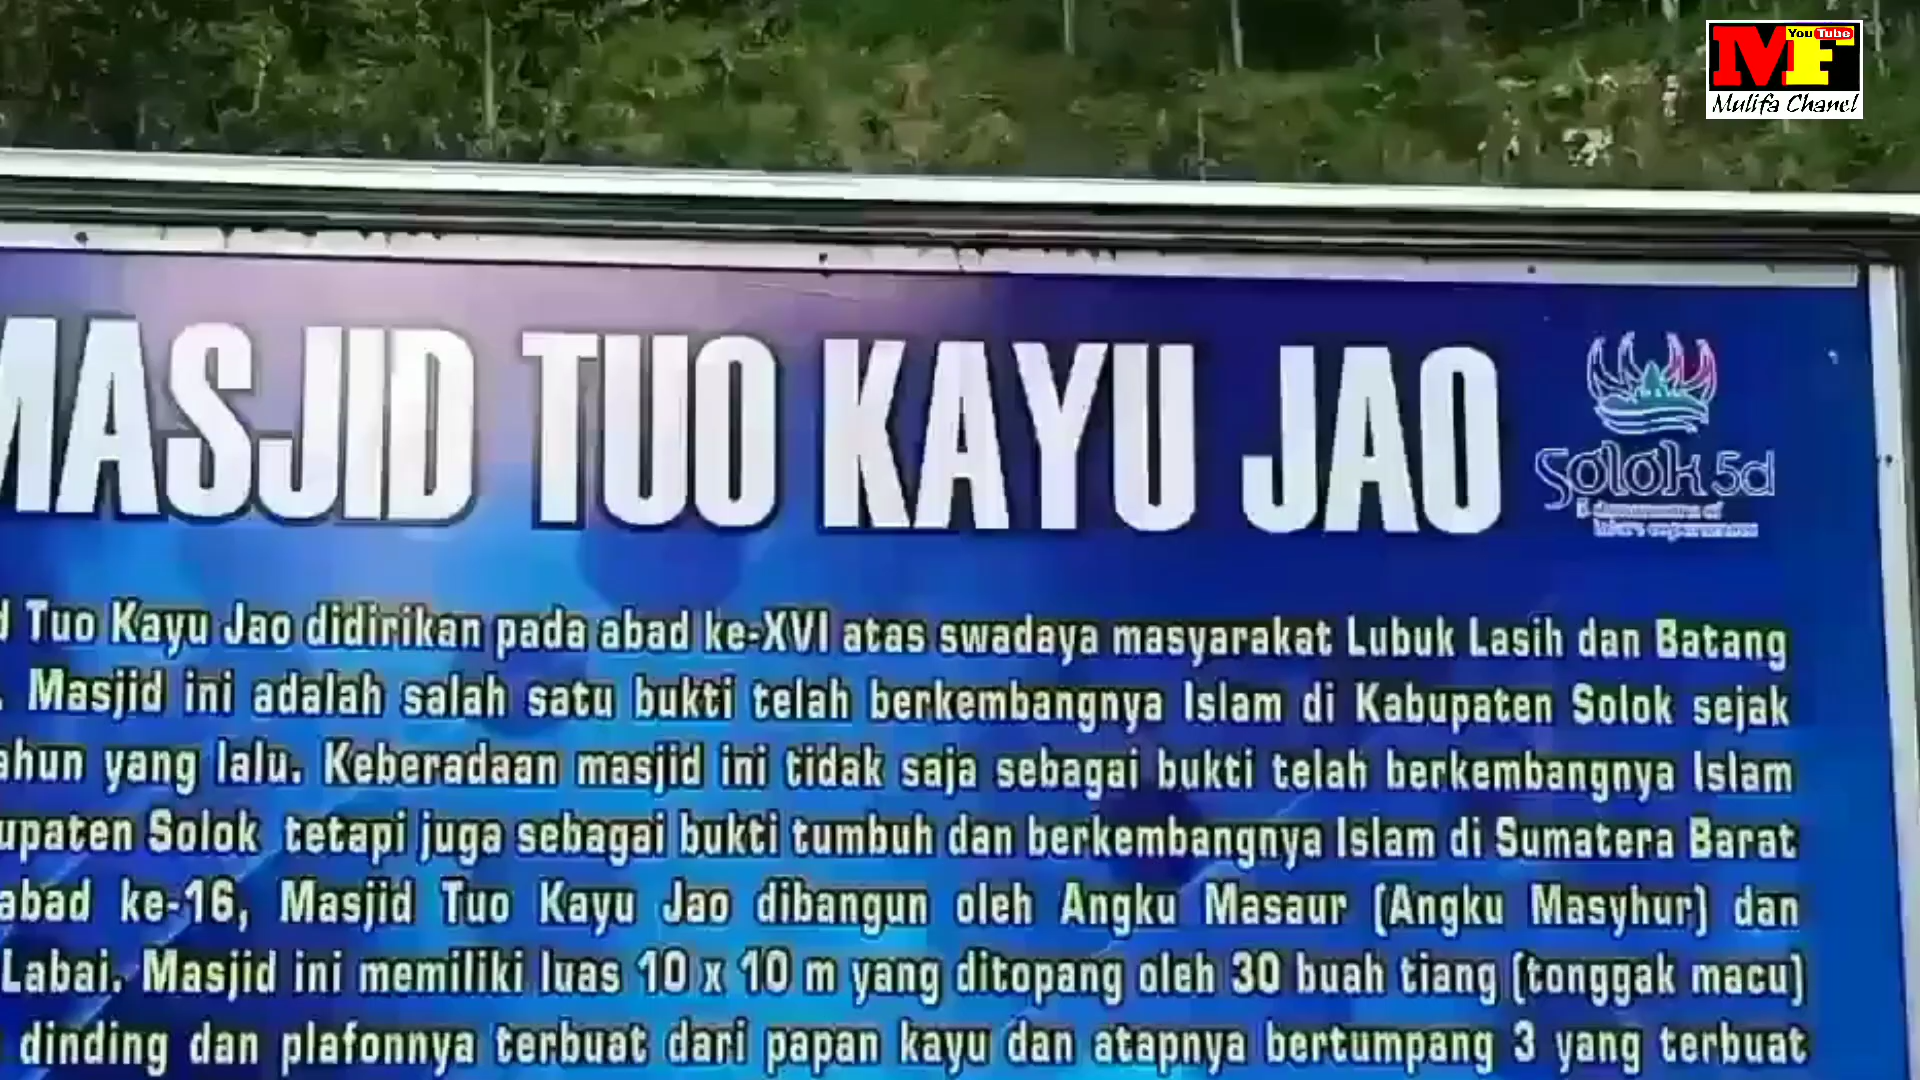 MF
YouTube
Mulifa Chanel
MASJID TUO KAYU JAO
Solok 5d
Tuo Kayu Jao didirikan pada abad ke-XVI atas swadaya masyarakat Lubuk Lasih dan Batang
. Masjid ini adalah salah satu bukti telah berkembangnya Islam di Kabupaten Solok sejak
ahun yang lalu. Keberadaan masjid ini tidak saja sebagai bukti telah berkembangnya Islam
upaten Solok tetapi juga sebagai bukti tumbuh dan berkembangnya Islam di Sumatera Barat
abad ke-16, Masjid Tuo Kayu Jao dibangun oleh Angku Masaur (Angku Masyhur) dan
Labai. Masjid ini memiliki luas 10 x 10 m yang ditopang oleh 30 buah tiang (tonggak macu)
dinding dan plafonnya terbuat dari papan kayu dan atapnya bertumpang 3 yang terbuat